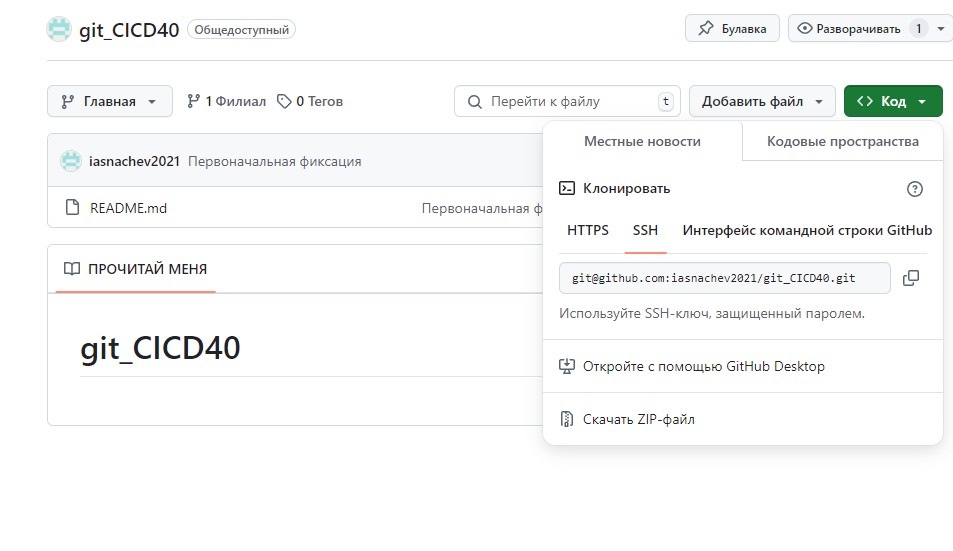 git_CICD40 Общедоступный Булавка Разворачивать 1
Главная 1 Филиал 0 Тегов Перейти к файлу t Добавить файл Код
Местные новости Кодовые пространства
iasnachev2021 Первоначальная фиксация
Клонировать
README.md Первоначальная ф
HTTPS SSH Интерфейс командной строки GitHub
ПРОЧИТАЙ МЕНЯ
git@github.com:iasnachev2021/git_CICD40.git
Используйте SSH-ключ, защищенный паролем.
git_CICD40
Откройте с помощью GitHub Desktop
Скачать ZIP-файл